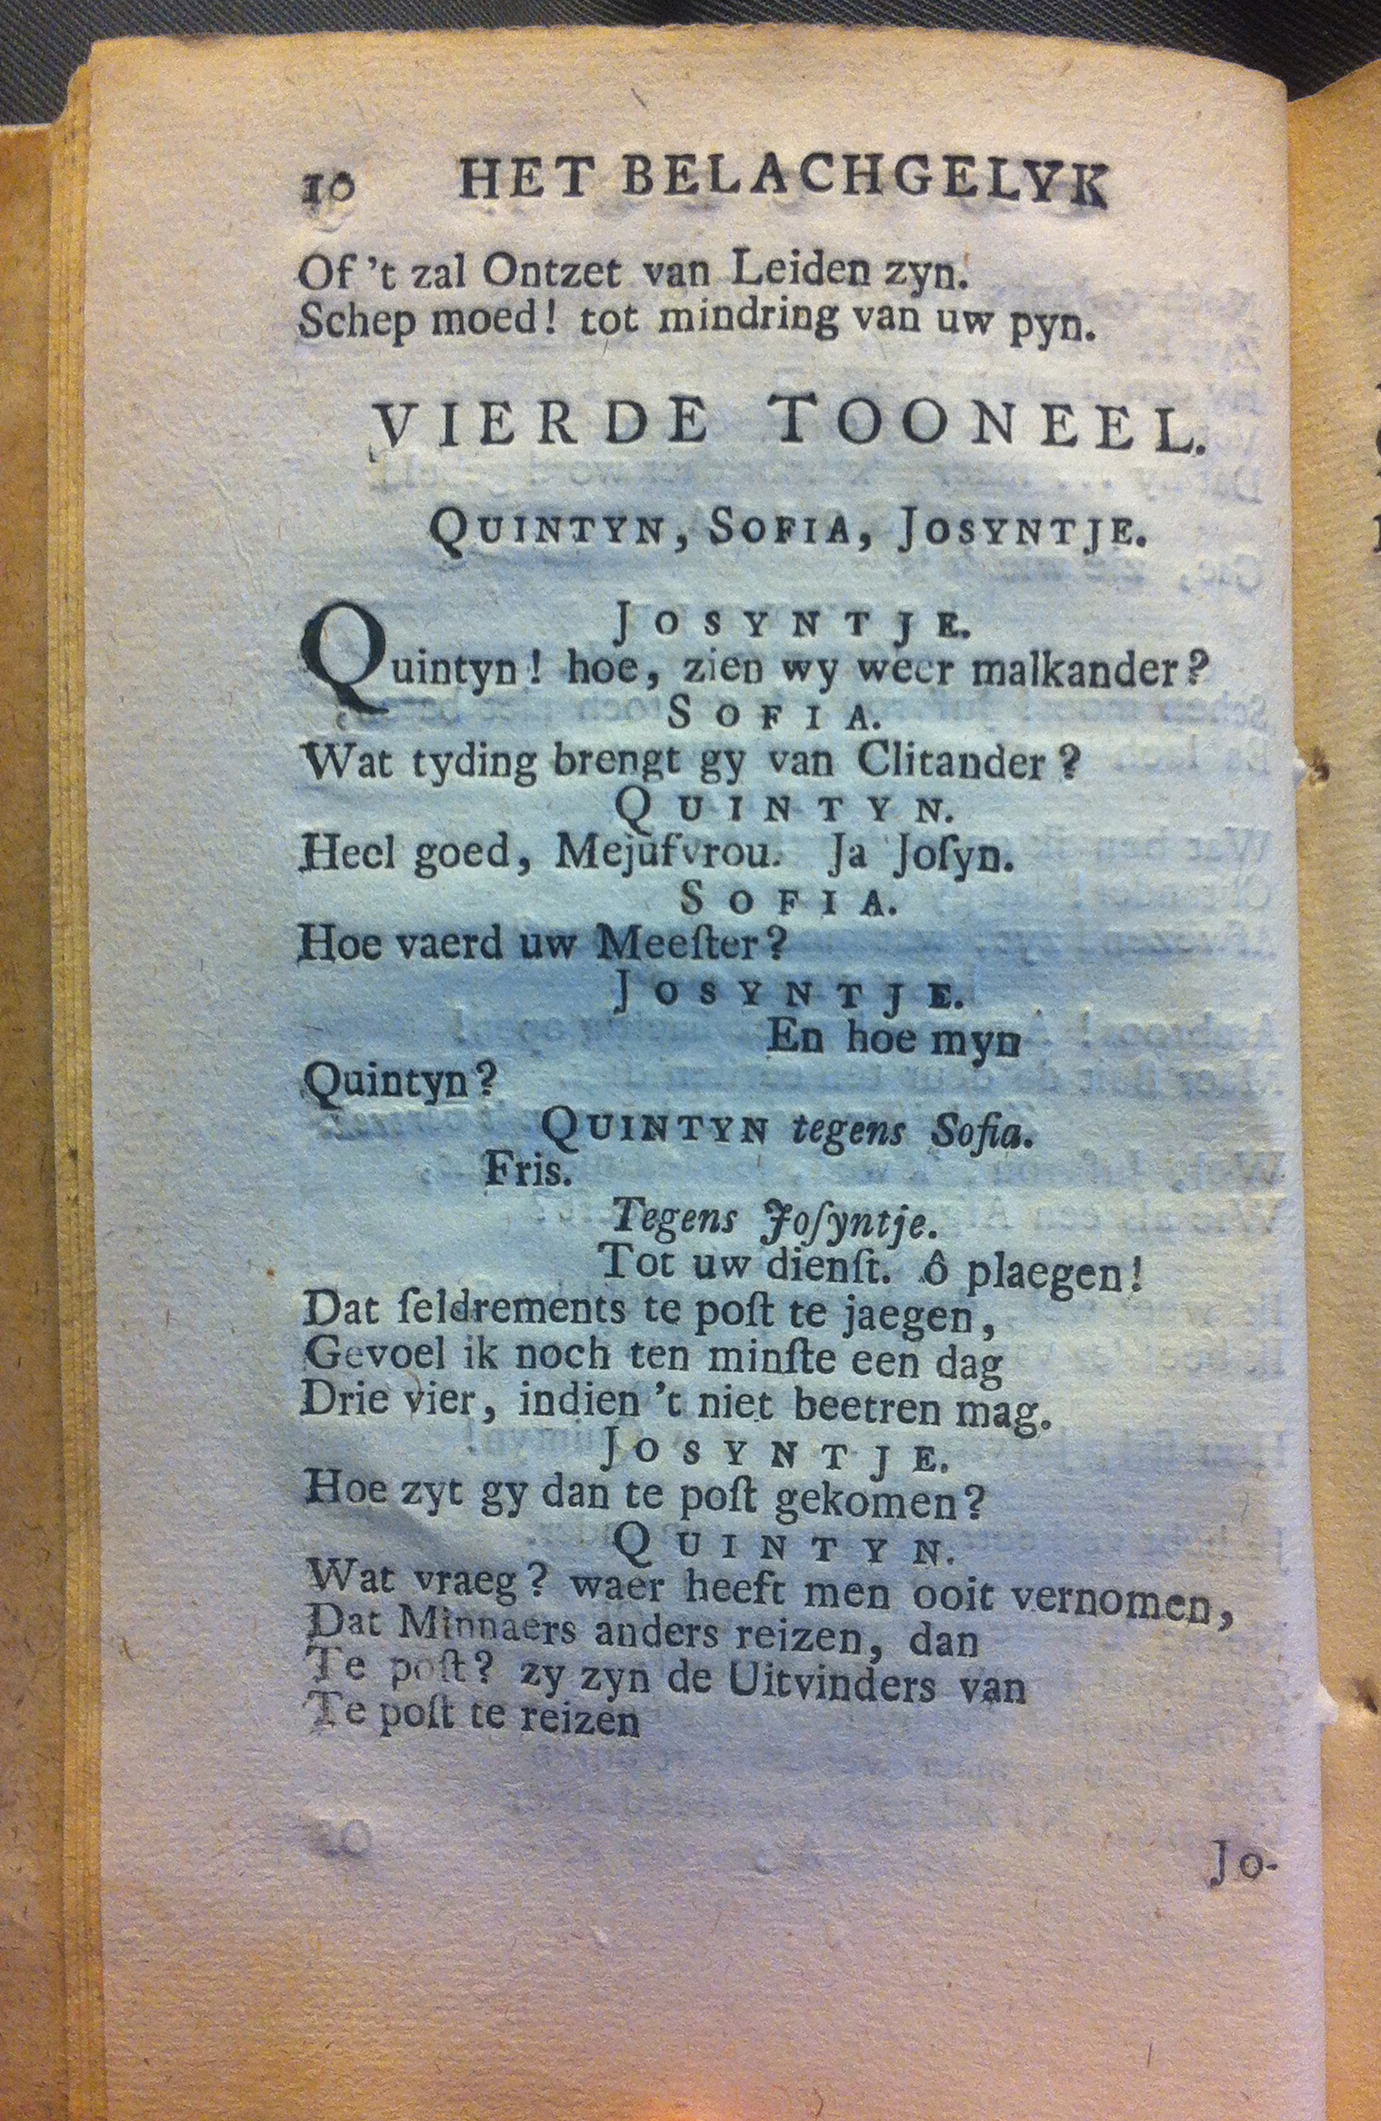 10 HET BELACHGELYK
Of 't zal Ontzet van Leiden zyn.
Schep moed! tot mindring van uw pyn.
VIERDE TOONEEL.
QUINTYN, SOFIA, JOSYNTJE.
JOSYNTJE.
Quintyn! hoe, zien wy weer malkander?
SOFIA.
Wat tyding brengt gy van Clitander?
QUINTYN.
Heel goed, Mejufvrou. Ja Joſyn.
SOFIA.
Hoe vaerd uw Meeſter?
JOSYNTJE.
En hoe myn
Quintyn?
QUINTYN tegens Sofia.
Fris.
Tegens Joſyntje.
Tot uw dienſt. ô plaegen!
Dat ſeldrements te poſt te jaegen,
Gevoel ik noch ten minſte een dag
Drie vier, indien 't niet beetren mag.
JOSYNTJE.
Hoe zyt gy dan te poſt gekomen?
QUINTYN.
Wat vraeg? waer heeft men ooit vernomen,
Dat Minnaers anders reizen, dan
Te poſt? zy zyn de Uitvinders van
Te poſt te reizen
Jo-